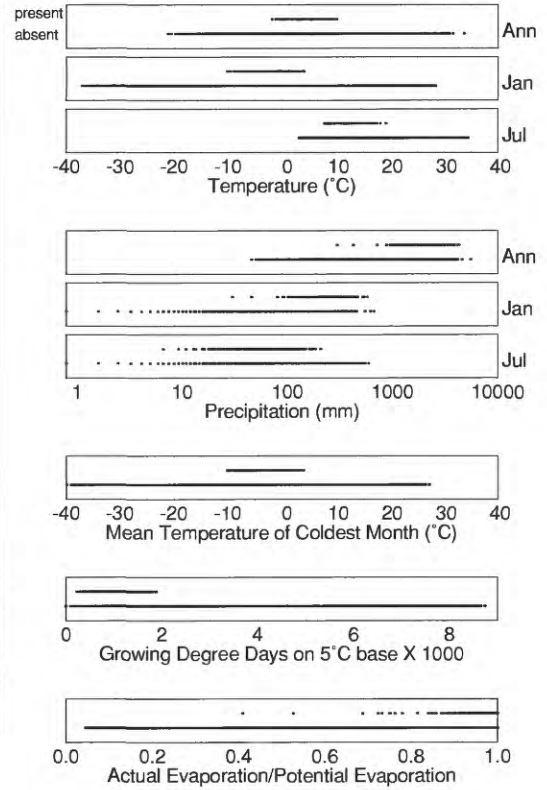 present
absent
Ann
Jan
Jul
-40 -30 -20 -10 0 10 20 30 40
Temperature (°C)
Ann
Jan
Jul
1 10 100 1000 10000
Precipitation (mm)
-40 -30 -20 -10 0 10 20 30 40
Mean Temperature of Coldest Month (°C)
0 2 4 6 8
Growing Degree Days on 5°C base X 1000
0.0 0.2 0.4 0.6 0.8 1.0
Actual Evaporation/Potential Evaporation